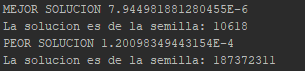 MEJOR SOLUCION 7.944981881280455E-6
La solucion es de la semilla: 10618
PEOR SOLUCION 1.20098349443154E-4
La solucion es de la semilla: 187372311